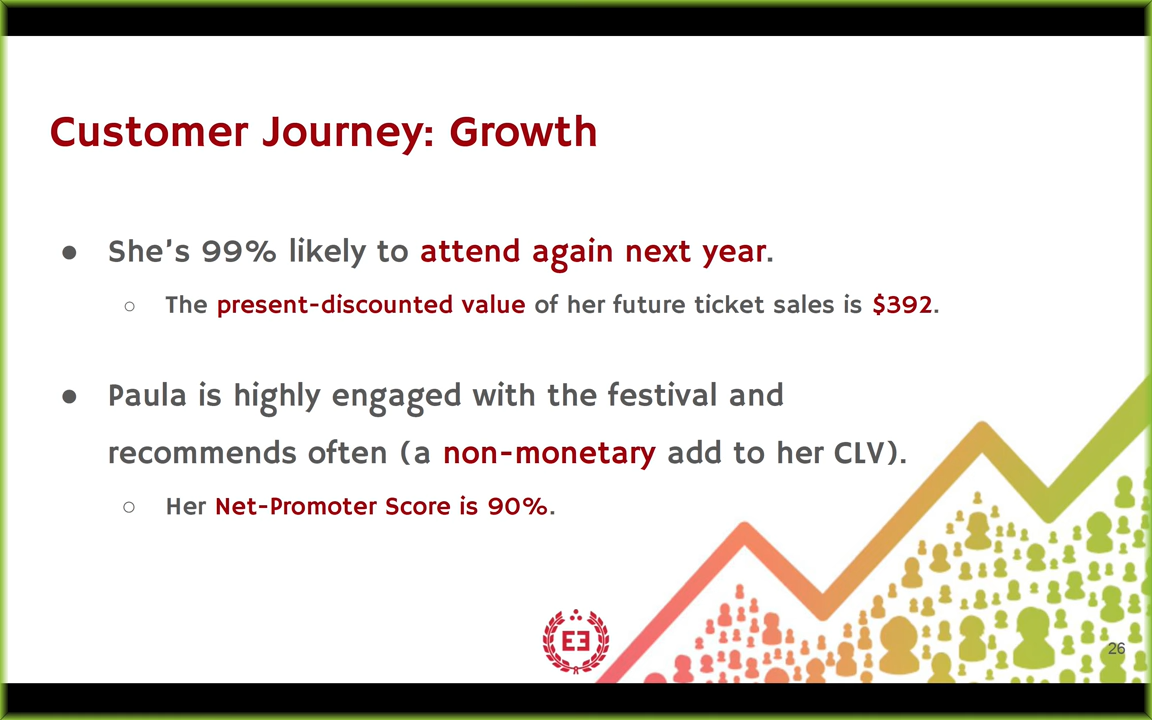 Customer Journey: Growth
● She's 99% likely to attend again next year.
○ The present-discounted value of her future ticket sales is $392.
● Paula is highly engaged with the festival and
recommends often (a non-monetary add to her CLV).
○ Her Net-Promoter Score is 90%.
E3
26